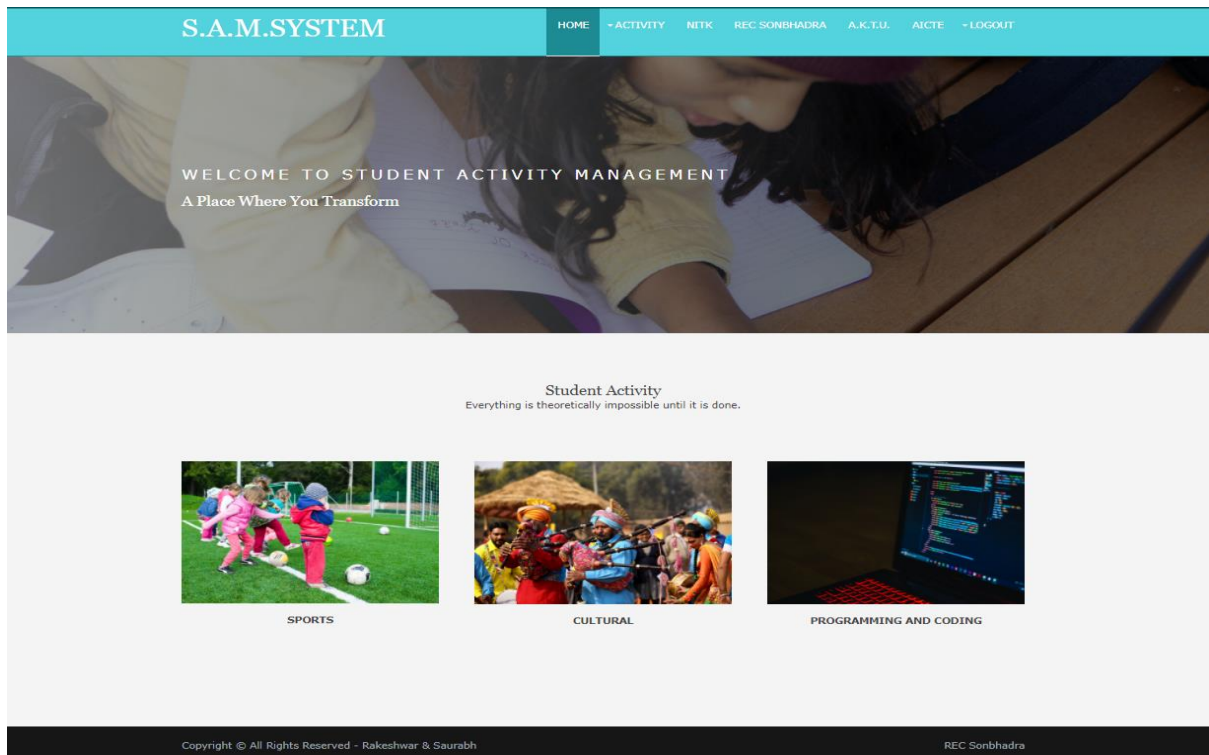 S.A.M.SYSTEM
HOME ACTIVITY NITK REC SONBHADRA A.K.T.U. AICTE LOGOUT
WELCOME TO STUDENT ACTIVITY MANAGEMENT
A Place Where You Transform
Student Activity
Everything is theoretically impossible until it is done.
SPORTS
CULTURAL
PROGRAMMING AND CODING
Copyright © All Rights Reserved - Rakeshwar & Saurabh
REC Sonbhadra